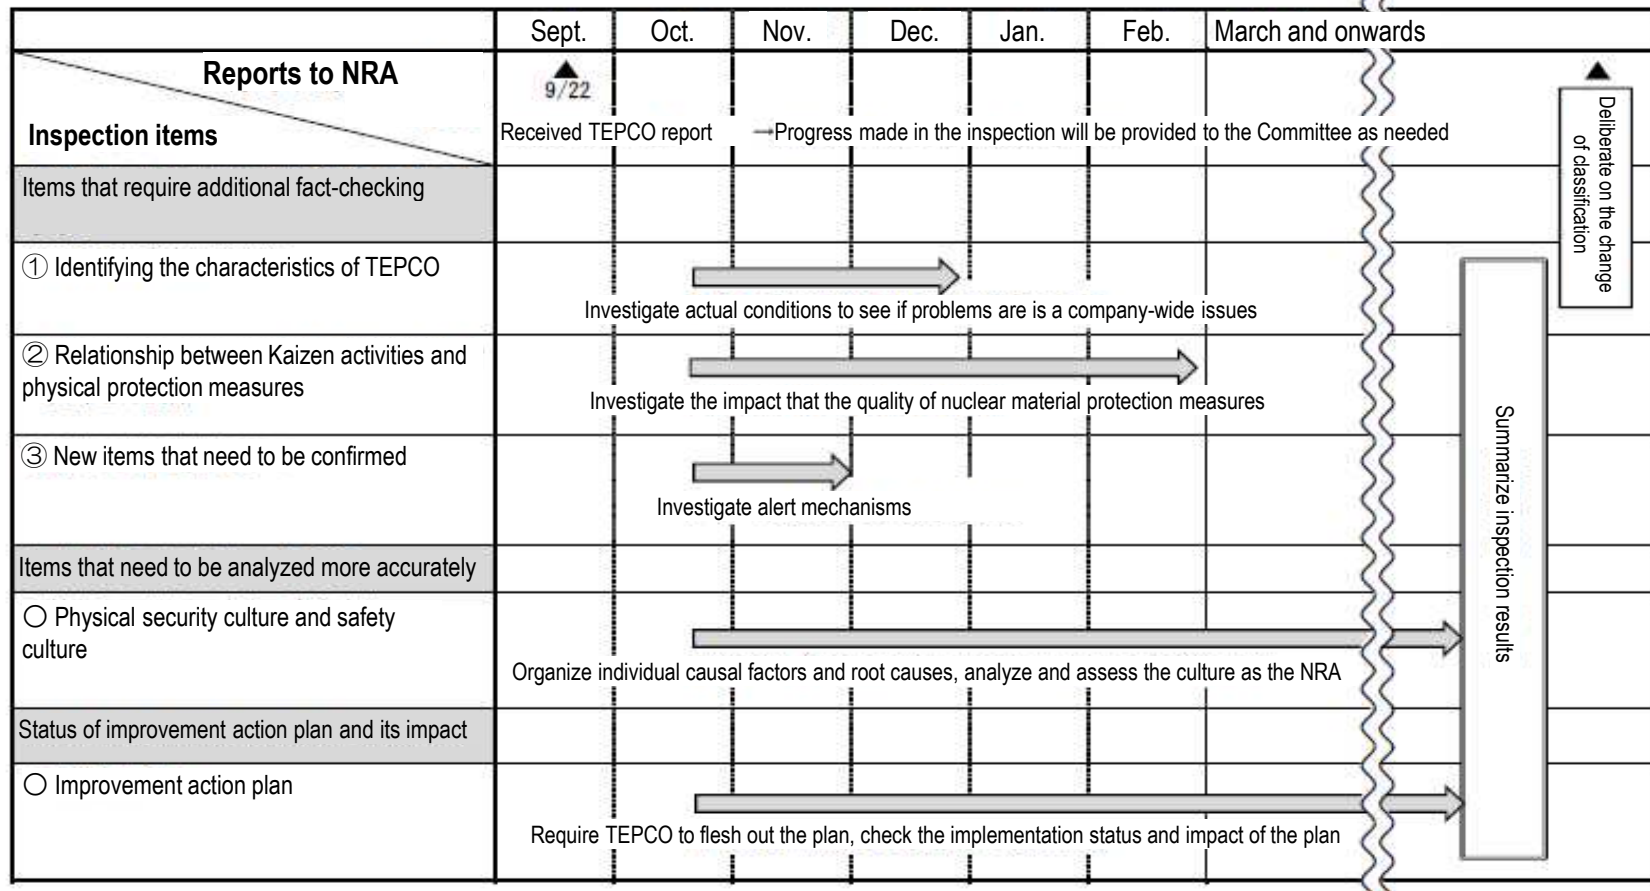 Sept. Oct. Nov. Dec. Jan. Feb. March and onwards
Reports to NRA
Inspection items
9/22
Received TEPCO report →Progress made in the inspection will be provided to the Committee as needed
Deliberate on the change
of classification
Items that require additional fact-checking
① Identifying the characteristics of TEPCO
Investigate actual conditions to see if problems are is a company-wide issues
② Relationship between Kaizen activities and
physical protection measures
Investigate the impact that the quality of nuclear material protection measures
③ New items that need to be confirmed
Investigate alert mechanisms
Summarize inspection results
Items that need to be analyzed more accurately
○ Physical security culture and safety
culture
Organize individual causal factors and root causes, analyze and assess the culture as the NRA
Status of improvement action plan and its impact
○ Improvement action plan
Require TEPCO to flesh out the plan, check the implementation status and impact of the plan